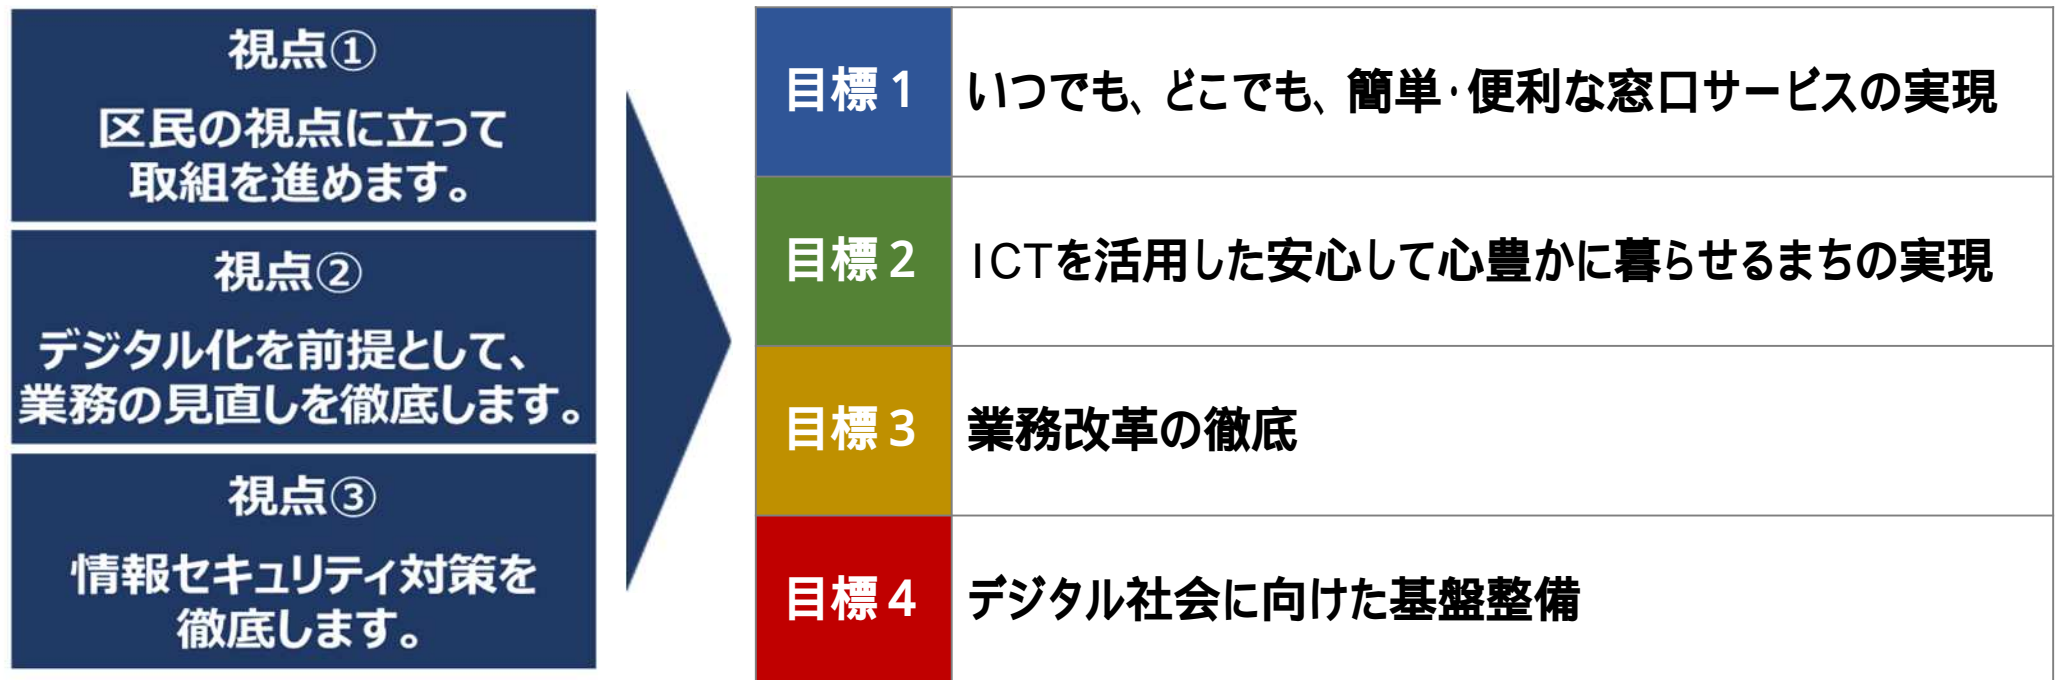 視点①
区民の視点に立って
取組を進めます。
視点②
デジタル化を前提として、
業務の見直しを徹底します。
視点③
情報セキュリティ対策を
徹底します。
目標1 いつでも、どこでも、簡単・便利な窓口サービスの実現
目標2 ICTを活用した安心して心豊かに暮らせるまちの実現
目標3 業務改革の徹底
目標4 デジタル社会に向けた基盤整備